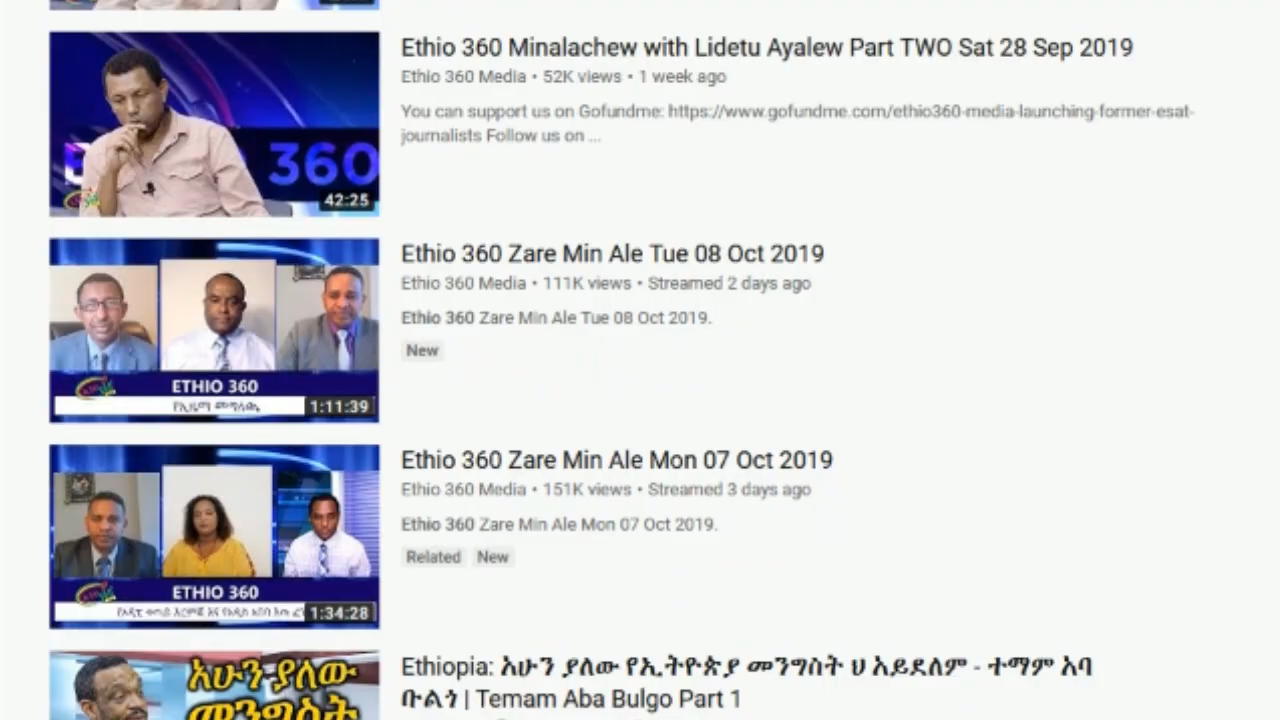 Ethio 360 Minalachew with Lidetu Ayalew Part TWO Sat 28 Sep 2019
Ethio 360 Media • 52K views • 1 week ago
You can support us on Gofundme: https://www.gofundme.com/ethio360-media-launching-former-esat-
journalists Follow us on ...
360
42:25
Ethio 360 Zare Min Ale Tue 08 Oct 2019
Ethio 360 Media • 111K views • Streamed 2 days ago
Ethio 360 Zare Min Ale Tue 08 Oct 2019.
New
ETHIO 360
1:11:39
Ethio 360 Zare Min Ale Mon 07 Oct 2019
Ethio 360 Media • 151K views • Streamed 3 days ago
Ethio 360 Zare Min Ale Mon 07 Oct 2019.
Related New
ETHIO 360
1:34:28
Ethiopia: አሁን ያለው የኢትዮጵያ መንግስት ህ አይደለም - ተማም አባ
ቡልጎ | Temam Aba Bulgo Part 1
አሁን ያለው
መንግስት